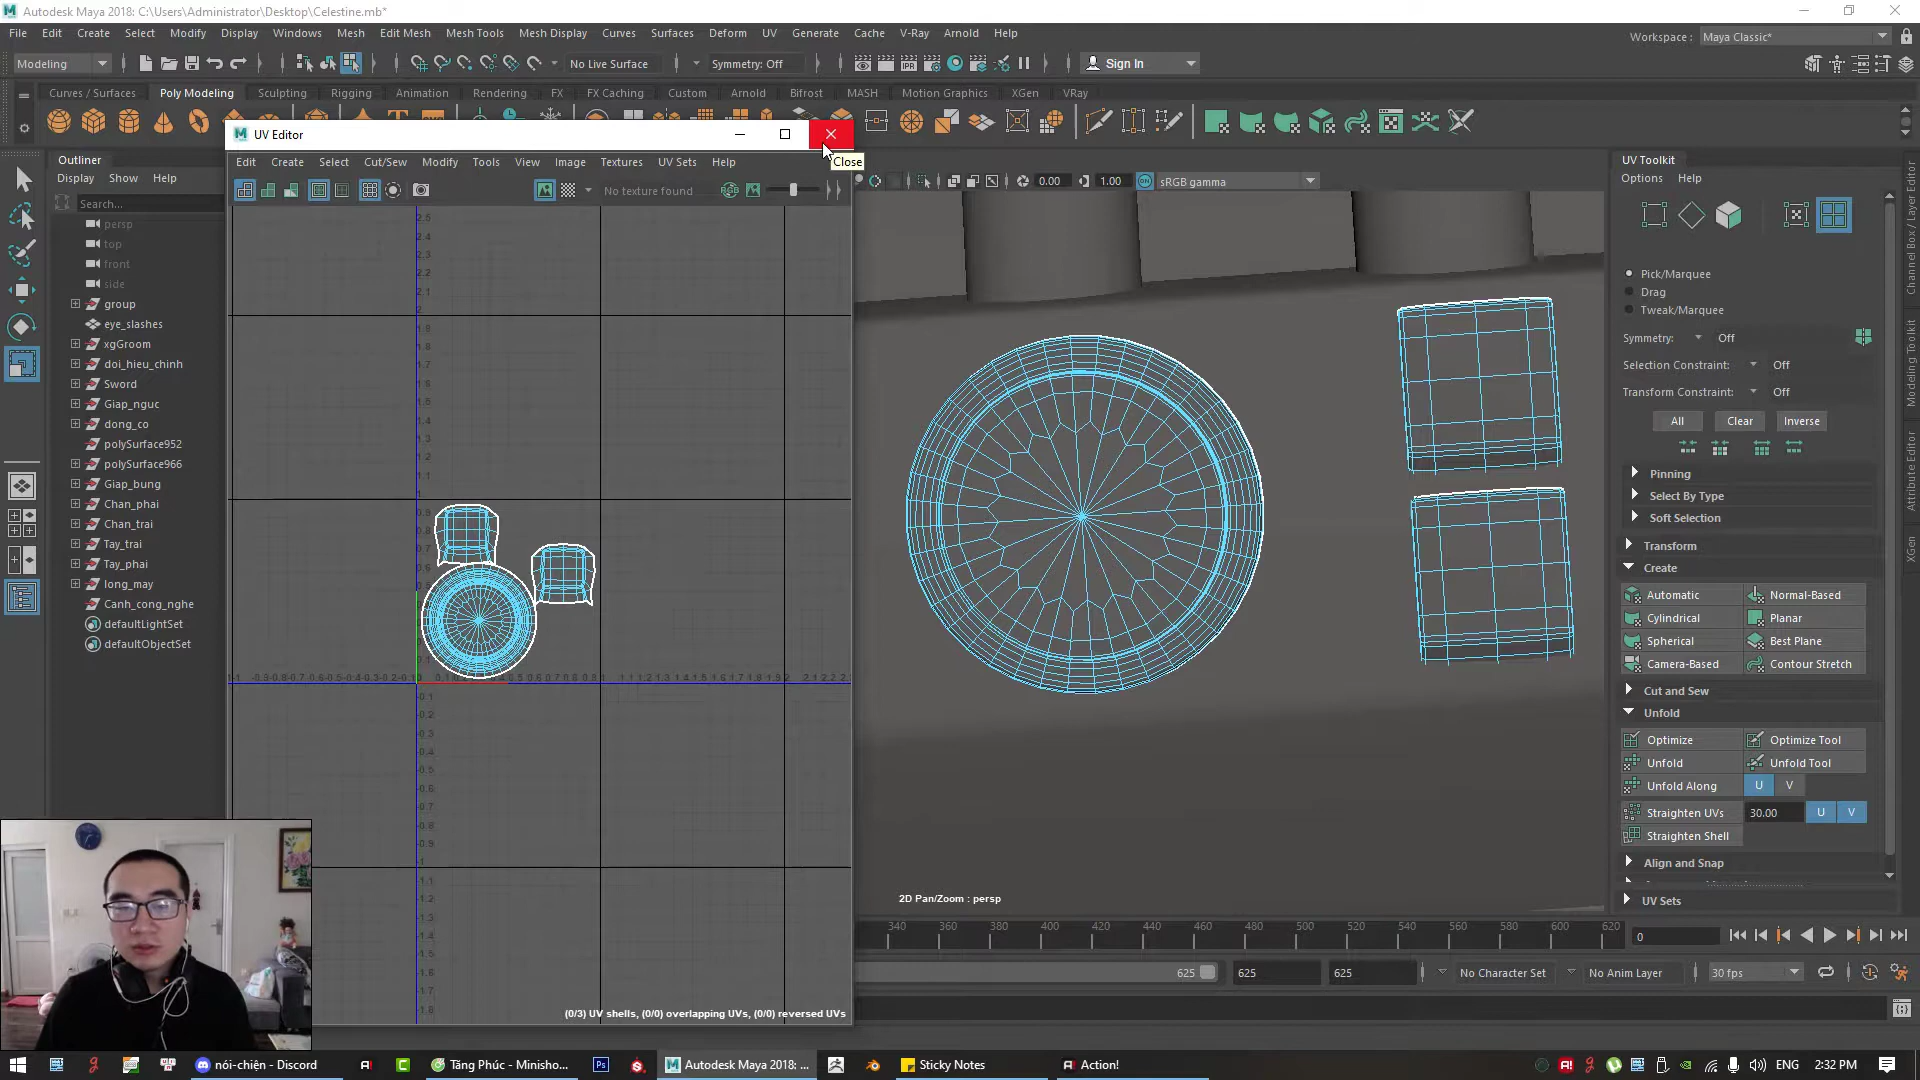 Autodesk Maya 2018: C:\Users\Administrator\Desktop\Celestine.mb*
File Edit Create Select Modify Display Windows Mesh Edit Mesh Mesh Tools Mesh Display Curves Surfaces Deform UV Generate Cache V-Ray Arnold Help
Workspace : Maya Classic*
Modeling No Live Surface Symmetry: Off Sign In
Curves / Surfaces Poly Modeling Sculpting Rigging Animation Rendering FX FX Caching Custom Arnold Bifrost MASH Motion Graphics XGen VRay
UV Editor
Close
Edit Create Select Cut/Sew Modify Tools View Image Textures UV Sets Help
No texture found
0.00 1.00 sRGB gamma
Outliner
Display Show Help
Search...
persp
top
front
side
group
eye_slashes
xgGroom
doi_hieu_chinh
Sword
Giap_nguc
dong_co
polySurface952
polySurface966
Giap_bung
Chan_phai
Chan_trai
Tay_trai
Tay_phai
long_may
Canh_cong_nghe
defaultLightSet
defaultObjectSet
(0/3) UV shells, (0/0) overlapping UVs, (0/0) reversed UVs
2D Pan/Zoom : persp
UV Toolkit
Options Help
Pick/Marquee
Drag
Tweak/Marquee
Symmetry: Off
Selection Constraint: Off
Transform Constraint: Off
All Clear Inverse
Pinning
Select By Type
Soft Selection
Transform
Create
Automatic Normal-Based
Cylindrical Planar
Spherical Best Plane
Camera-Based Contour Stretch
Cut and Sew
Unfold
Optimize Optimize Tool
Unfold Unfold Tool
Unfold Along U V
Straighten UVs 30.00 U V
Straighten Shell
Align and Snap
UV Sets
Channel Box / Layer Editor
Modeling Toolkit
Attribute Editor
XGen
340 360 380 400 420 440 460 480 500 520 540 560 580 600 620
0
625 625 625 No Character Set No Anim Layer 30 fps
nói-chiện - Discord Tăng Phúc - Minisho... Autodesk Maya 2018: ... Sticky Notes Action! ENG 2:32 PM